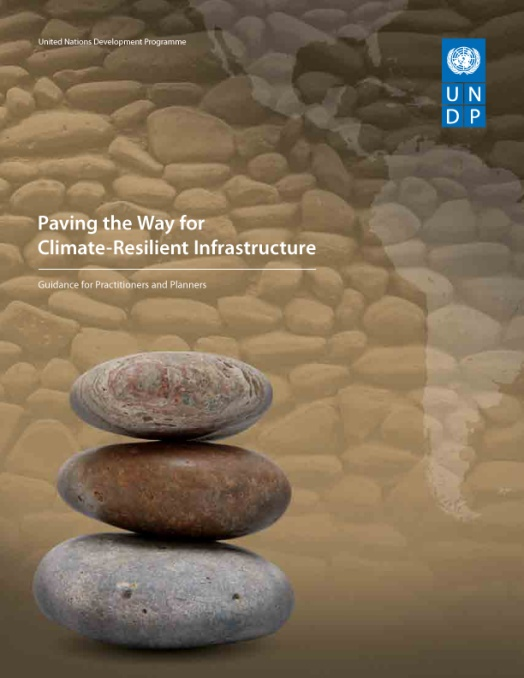 United Nations Development Programme
U N
D P
Paving the Way for
Climate-Resilient Infrastructure
Guidance for Practitioners and Planners